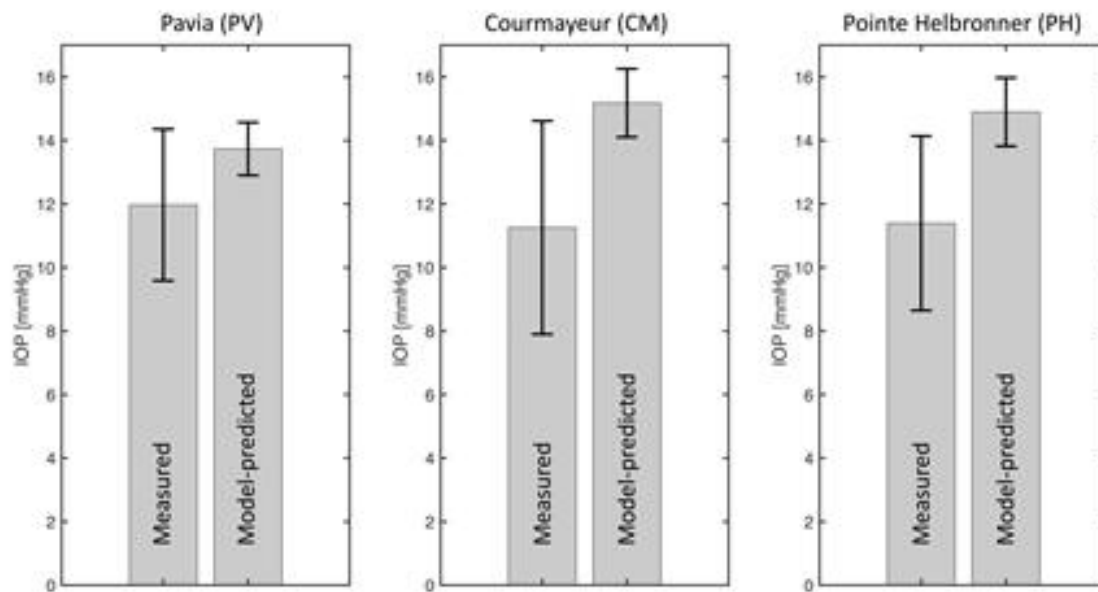 Pavia (PV)
IOP [mmHg]
16
14
12
10
8
6
4
2
0
Measured
Model-predicted
Courmayeur (CM)
IOP [mmHg]
16
14
12
10
8
6
4
2
0
Measured
Model-predicted
Pointe Helbronner (PH)
IOP [mmHg]
16
14
12
10
8
6
4
2
0
Measured
Model-predicted